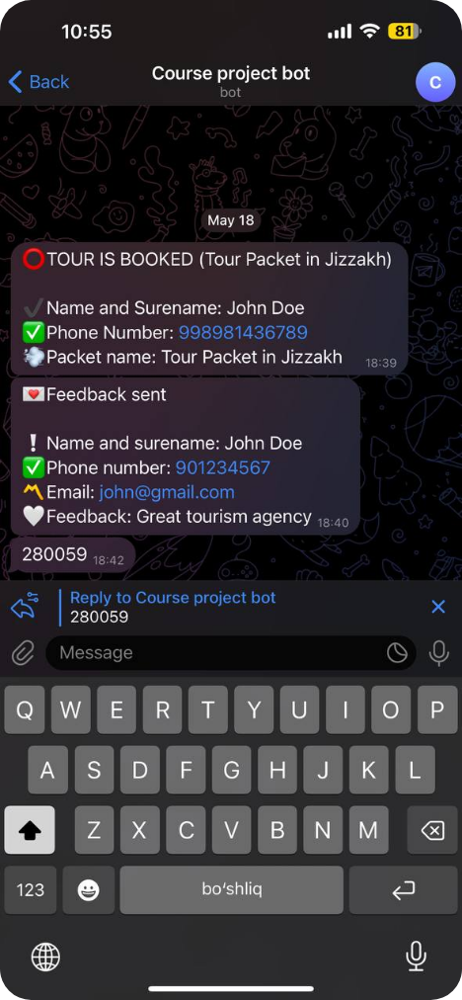 10:55
81
Back
Course project bot
bot
C
May 18
TOUR IS BOOKED (Tour Packet in Jizzakh)
Name and Surename: John Doe
Phone Number: 998981436789
Packet name: Tour Packet in Jizzakh 18:39
Feedback sent
Name and surename: John Doe
Phone number: 901234567
Email: john@gmail.com
Feedback: Great tourism agency 18:40
280059 18:42
Reply to Course project bot
280059
Message
Q W E R T Y U I O P
A S D F G H J K L
Z X C V B N M
123 bo‘shliq